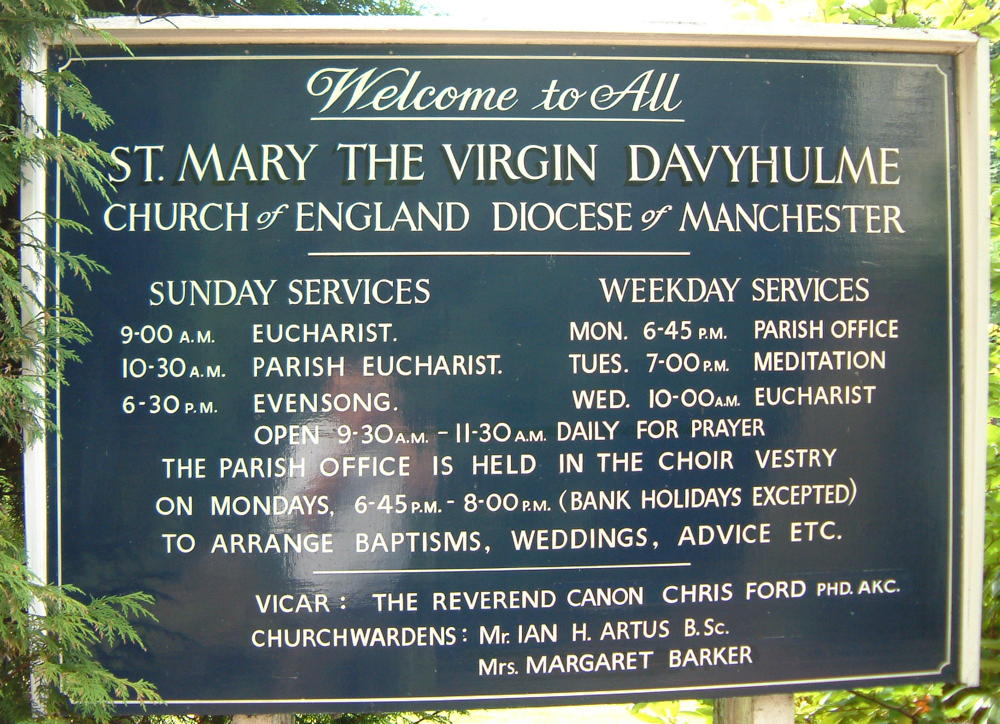 Welcome to All
ST. MARY THE VIRGIN DAVYHULME
CHURCH of ENGLAND DIOCESE of MANCHESTER
SUNDAY SERVICES
9-00 A.M. EUCHARIST.
10-30 A.M. PARISH EUCHARIST.
6-30 P.M. EVENSONG.
WEEKDAY SERVICES
MON. 6-45 P.M. PARISH OFFICE
TUES. 7-00 P.M. MEDITATION
WED. 10-00 A.M. EUCHARIST
OPEN 9-30 A.M. - 11-30 A.M. DAILY FOR PRAYER
THE PARISH OFFICE IS HELD IN THE CHOIR VESTRY
ON MONDAYS, 6-45 P.M. - 8-00 P.M. (BANK HOLIDAYS EXCEPTED)
TO ARRANGE BAPTISMS, WEDDINGS, ADVICE ETC.
VICAR: THE REVEREND CANON CHRIS FORD PHD. AKC.
CHURCHWARDENS: Mr. IAN H. ARTUS B.Sc.
Mrs. MARGARET BARKER